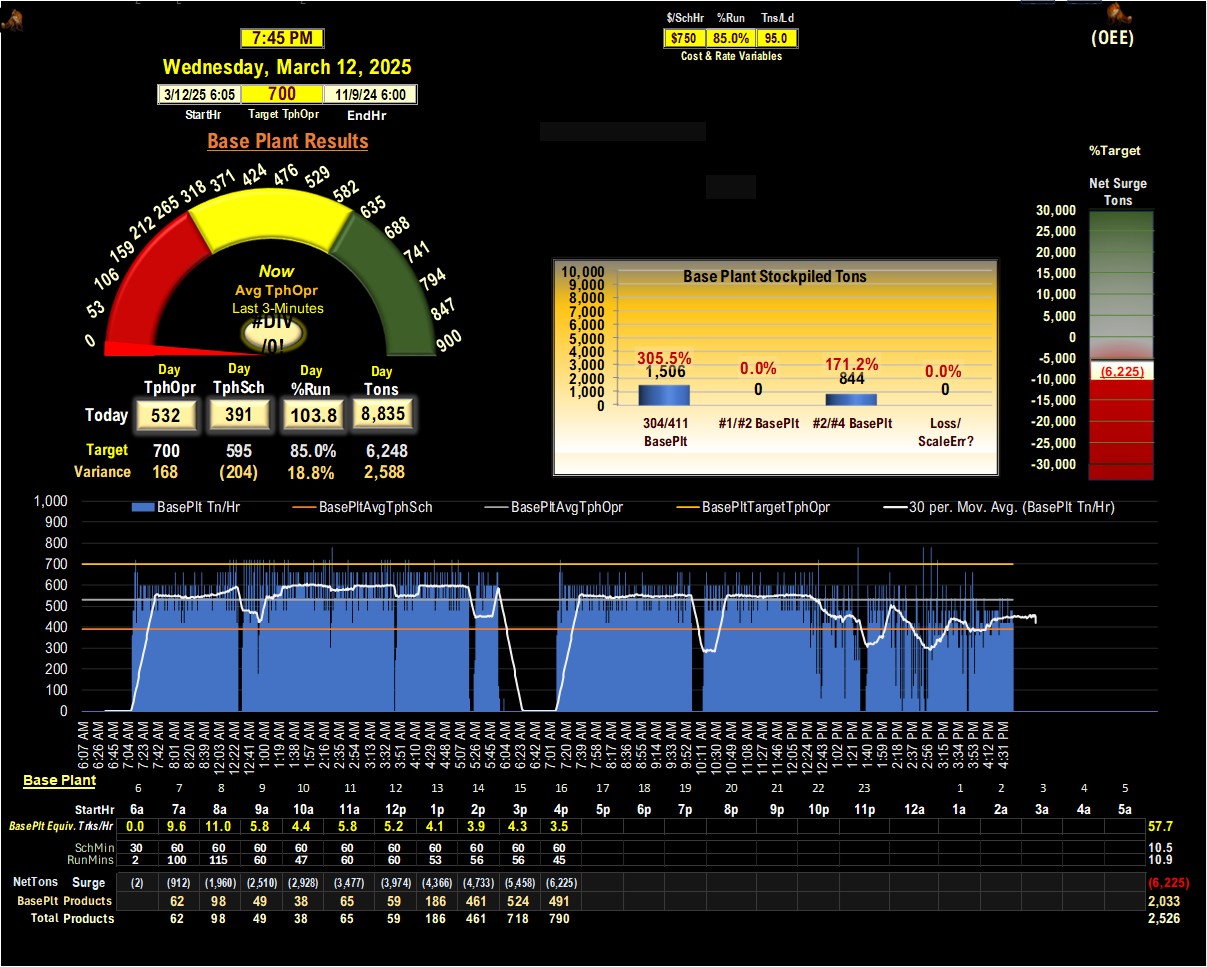 $/SchHr %Run Tns/Ld
7:45 PM
$750 85.0% 95.0
(OEE)
Cost & Rate Variables
Wednesday, March 12, 2025
3/12/25 6:05 700 11/9/24 6:00
StartHr Target TphOpr EndHr
Base Plant Results
%Target
Net Surge
Tons
0 53 106 159 212 265 318 371 424 476 529 582 635 688 741 794 847 900
Now
Avg TphOpr
Last 3-Minutes
#DIV
/0!
Day Day Day Day
TphOpr TphSch %Run Tons
Today 532 391 103.8 8,835
Target 700 595 85.0% 6,248
Variance 168 (204) 18.8% 2,588
Base Plant Stockpiled Tons
10,000
9,000
8,000
7,000
6,000
5,000
4,000
3,000
2,000
1,000
0
305.5% 0.0% 171.2% 0.0%
1,506 0 844 0
304/411 #1/#2 BasePlt #2/#4 BasePlt Loss/
BasePlt ScaleErr?
30,000
25,000
20,000
15,000
10,000
5,000
0
-5,000
(6,225)
-10,000
-15,000
-20,000
-25,000
-30,000
BasePlt Tn/Hr BasePltAvgTphSch BasePltAvgTphOpr BasePltTargetTphOpr 30 per. Mov. Avg. (BasePlt Tn/Hr)
1,000
900
800
700
600
500
400
300
200
100
0
6:07 AM 6:26 AM 6:45 AM 7:04 AM 7:23 AM 7:42 AM 8:01 AM 8:20 AM 8:39 AM 12:03 AM 12:22 AM 12:41 AM 1:00 AM 1:19 AM 1:38 AM 1:57 AM 2:16 AM 2:35 AM 2:54 AM 3:13 AM 3:32 AM 3:51 AM 4:10 AM 4:29 AM 4:48 AM 5:07 AM 5:26 AM 5:45 AM 6:04 AM 6:23 AM 6:42 AM 7:01 AM 7:20 AM 7:39 AM 7:58 AM 8:17 AM 8:36 AM 8:55 AM 9:14 AM 9:33 AM 9:52 AM 10:11 AM 10:30 AM 10:49 AM 11:08 AM 11:27 AM 11:46 AM 12:05 PM 12:24 PM 12:43 PM 1:02 PM 1:21 PM 1:40 PM 1:59 PM 2:18 PM 2:37 PM 2:56 PM 3:15 PM 3:34 PM 3:53 PM 4:12 PM 4:31 PM
Base Plant
6 7 8 9 10 11 12 13 14 15 16 17 18 19 20 21 22 23 1 2 3 4 5
StartHr 6a 7a 8a 9a 10a 11a 12p 1p 2p 3p 4p 5p 6p 7p 8p 9p 10p 11p 12a 1a 2a 3a 4a 5a
BasePlt Equiv. Trks/Hr 0.0 9.6 11.0 5.8 4.4 5.8 5.2 4.1 3.9 4.3 3.5 57.7
SchMin 30 60 60 60 60 60 60 60 60 60 60 10.5
RunMins 2 100 115 60 47 60 60 53 56 56 45 10.9
NetTons Surge (2) (912) (1,960) (2,510) (2,928) (3,477) (3,974) (4,366) (4,733) (5,458) (6,225) (6,225)
BasePlt Products 62 98 49 38 65 59 186 461 524 491 2,033
Total Products 62 98 49 38 65 59 186 461 718 790 2,526